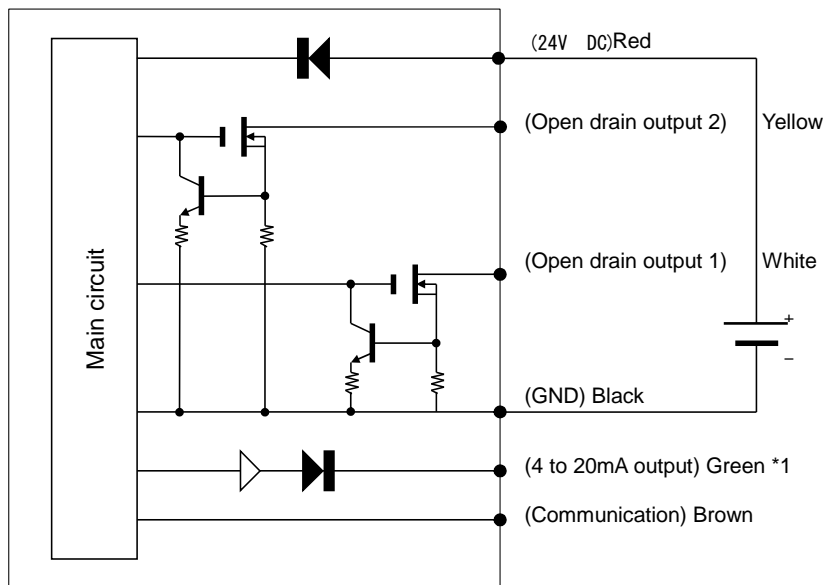 (24V DC)Red
(Open drain output 2) Yellow
(Open drain output 1) White
Main circuit
+
−
(GND) Black
(4 to 20mA output) Green *1
(Communication) Brown